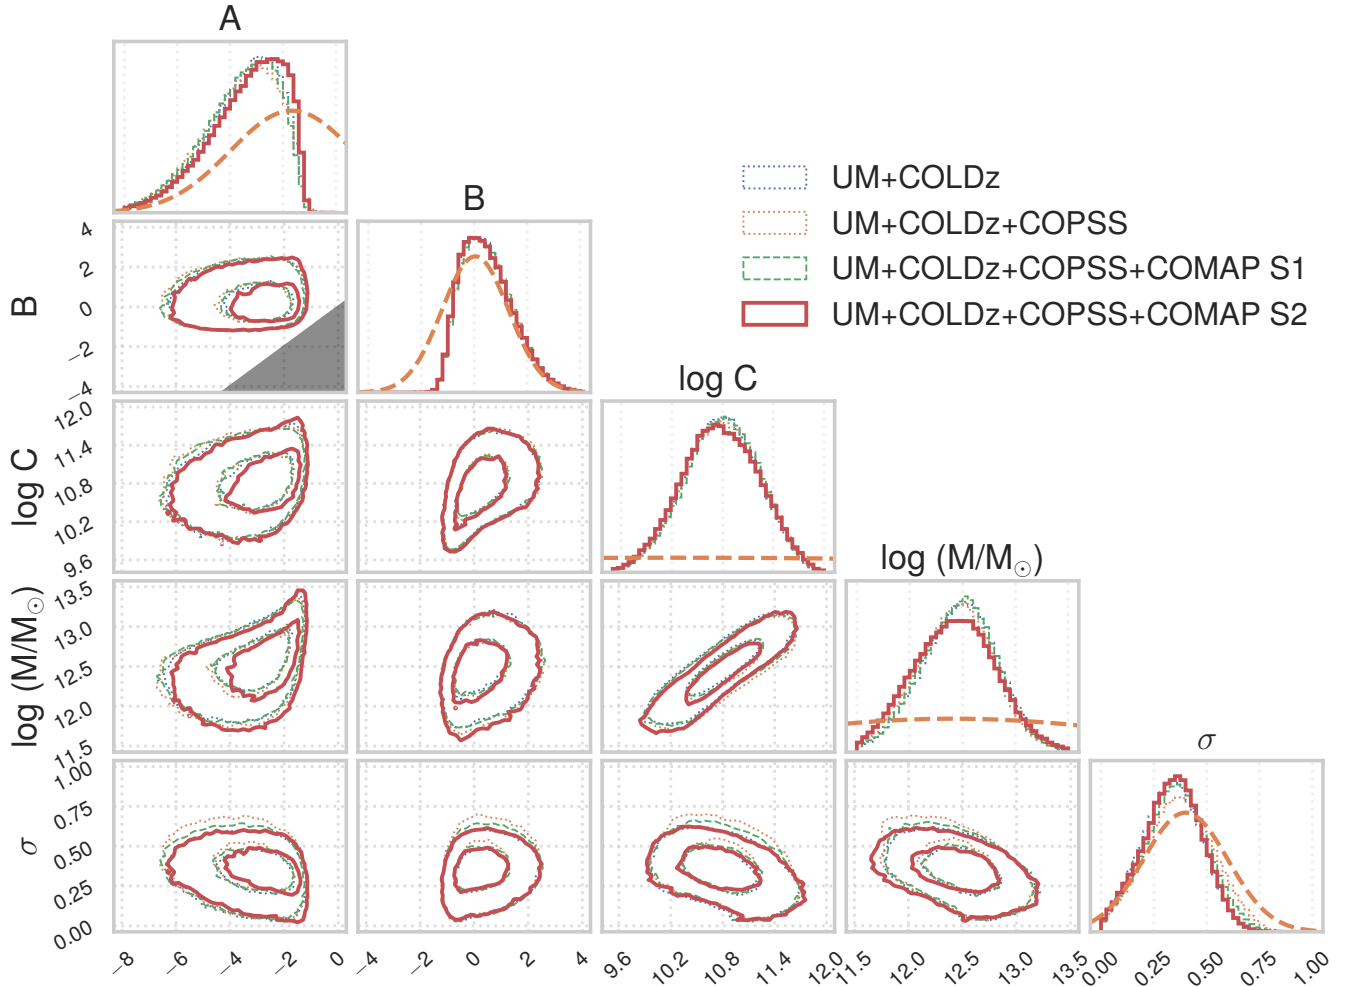 A
B
4
2
0
−2
−4
B
UM+COLDz
UM+COLDz+COPSS
UM+COLDz+COPSS+COMAP S1
UM+COLDz+COPSS+COMAP S2
log C
12.0
11.4
10.8
10.2
9.6
log C
log (M/M⊙)
13.5
13.0
12.5
12.0
11.5
log (M/M⊙)
σ
1.00
0.75
0.50
0.25
0.00
σ
−8 −6 −4 −2 0
−4 −2 0 2 4
9.6 10.2 10.8 11.4 12.0
11.5 12.0 12.5 13.0 13.5
0.00 0.25 0.50 0.75 1.00